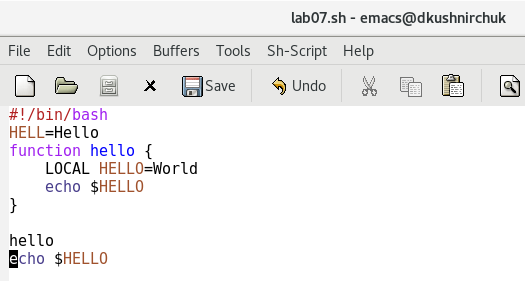 lab07.sh - emacs@dkushnirchuk
File Edit Options Buffers Tools Sh-Script Help
Save Undo
#!/bin/bash
HELL=Hello
function hello {
    LOCAL HELLO=World
    echo $HELLO
}
hello
echo $HELLO